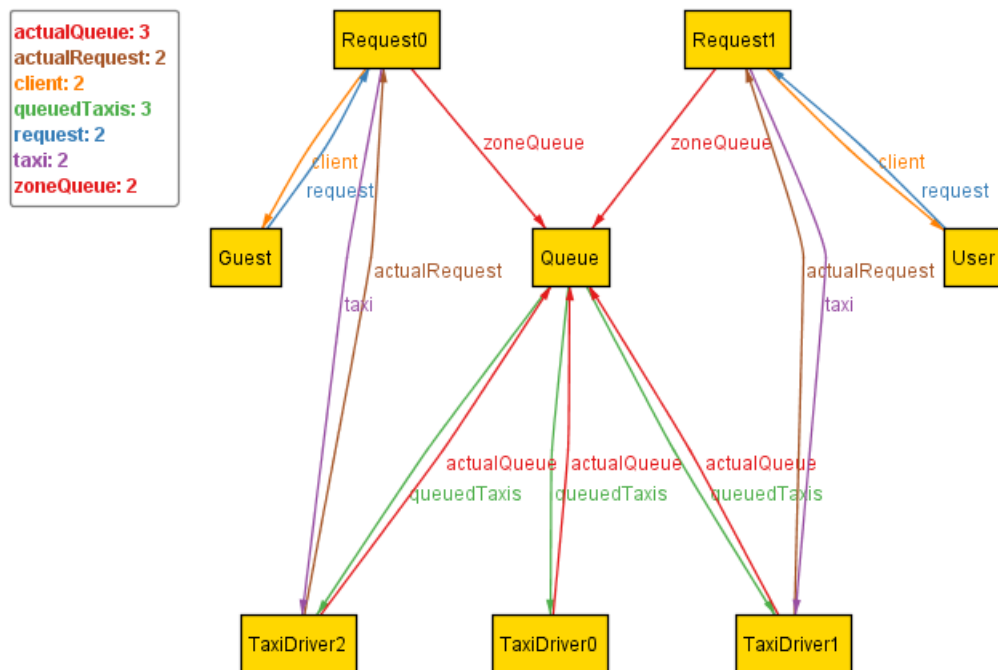 actualQueue: 3
actualRequest: 2
client: 2
queuedTaxis: 3
request: 2
taxi: 2
zoneQueue: 2
Request0
Request1
zoneQueue
zoneQueue
client
client
request
request
Guest
Queue
User
actualRequest
actualRequest
taxi
taxi
actualQueue
actualQueue
actualQueue
queuedTaxis
queuedTaxis
queuedTaxis
TaxiDriver2
TaxiDriver0
TaxiDriver1